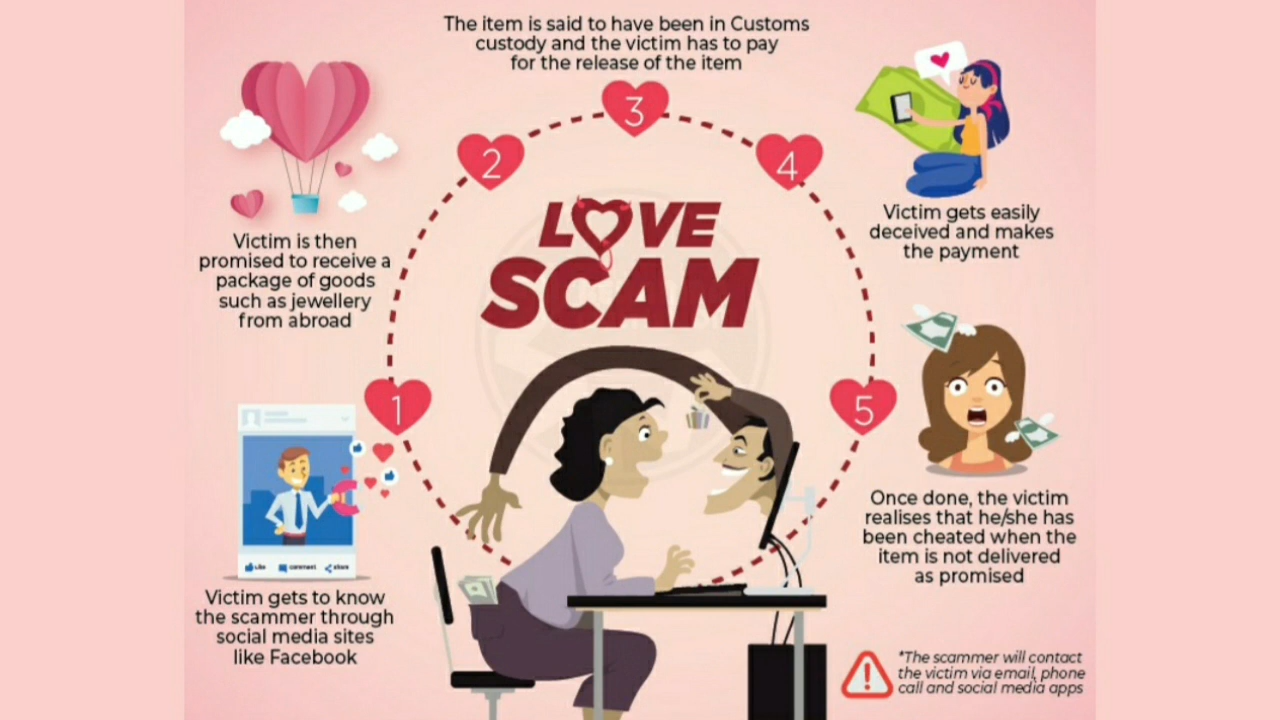 The item is said to have been in Customs
custody and the victim has to pay
for the release of the item
3
2
4
LOVE
SCAM
Victim is then
promised to receive a
package of goods
such as jewellery
from abroad
Victim gets easily
deceived and makes
the payment
1
5
Like
comment
share
Victim gets to know
the scammer through
social media sites
like Facebook
Once done, the victim
realises that he/she has
been cheated when the
item is not delivered
as promised
*The scammer will contact
the victim via email, phone
call and social media apps